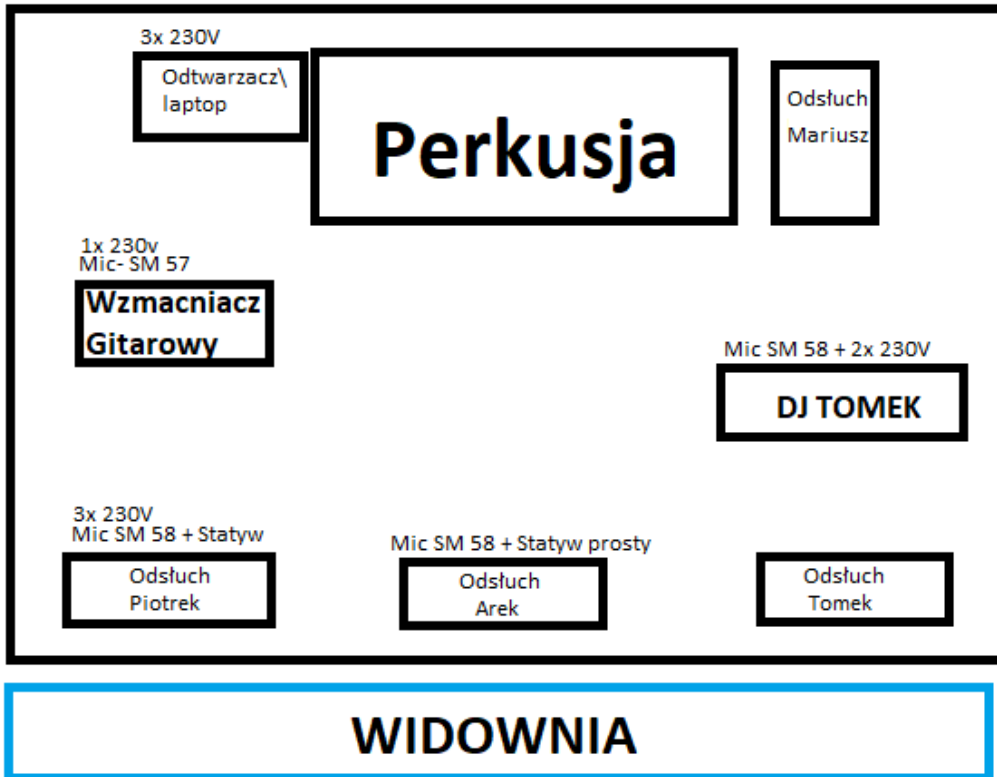 3x 230V
Odtwarzacz\
laptop
Perkusja
Odsłuch
Mariusz
1x 230v
Mic- SM 57
Wzmacniacz
Gitarowy
Mic SM 58 + 2x 230V
DJ TOMEK
3x 230V
Mic SM 58 + Statyw
Odsłuch
Piotrek
Mic SM 58 + Statyw prosty
Odsłuch
Arek
Odsłuch
Tomek
WIDOWNIA